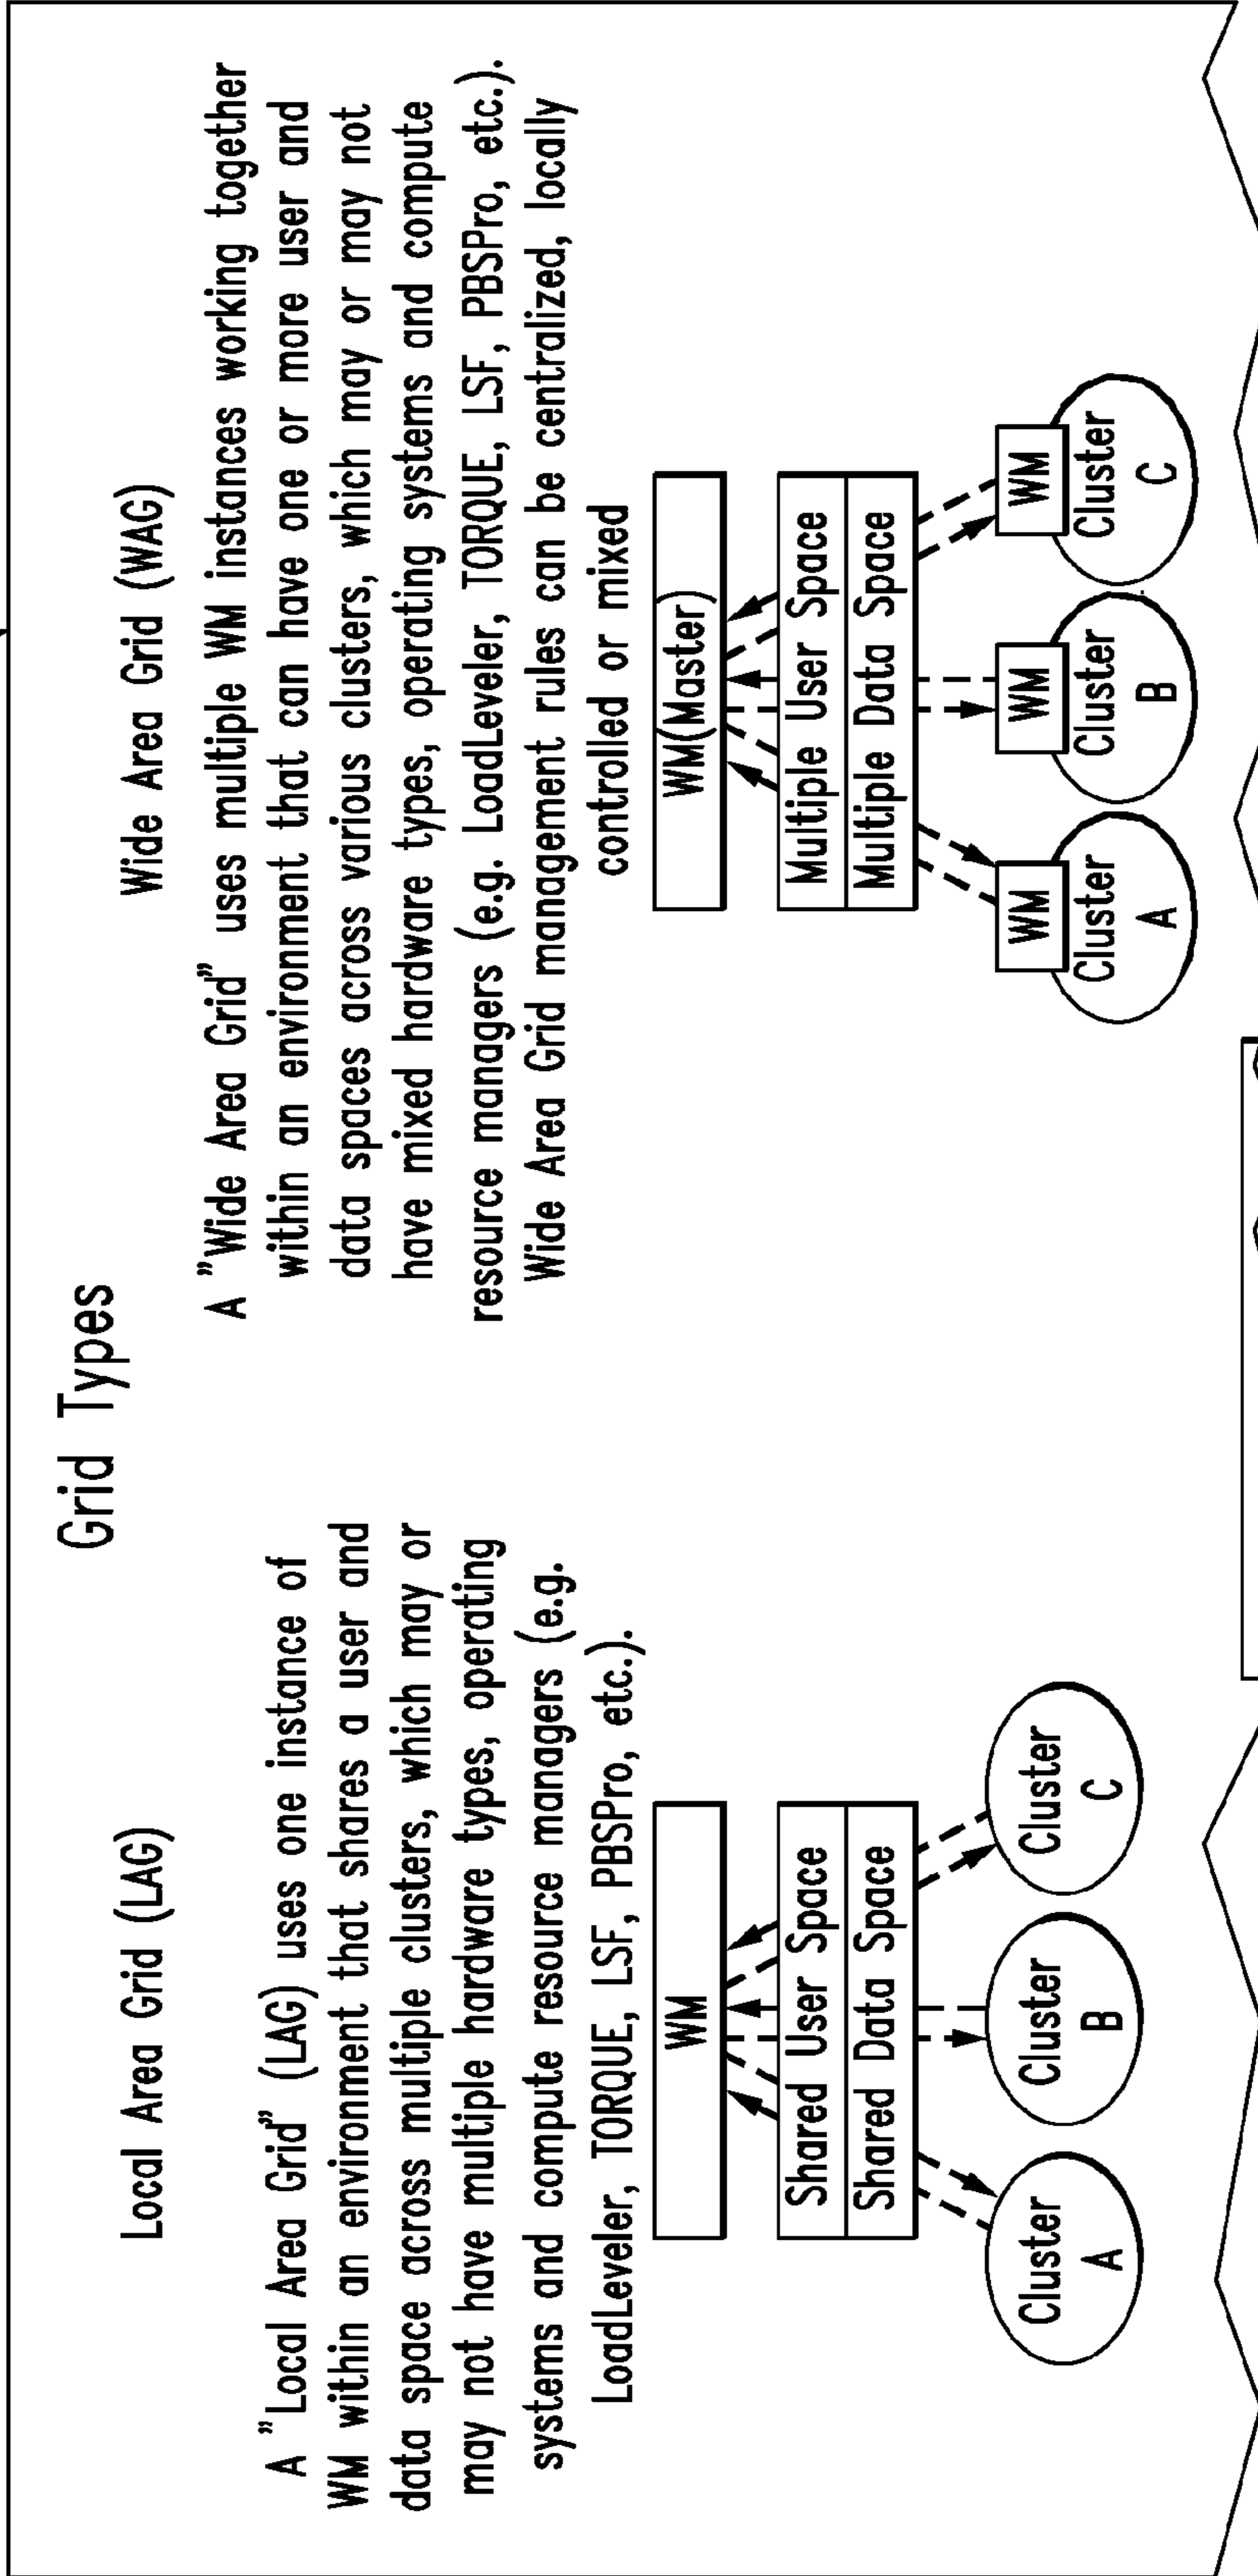 Grid Types
Local Area Grid (LAG)
A "Local Area Grid" (LAG) uses one instance of
WM within an environment that shares a user and
data space across multiple clusters, which may or
may not have multiple hardware types, operating
systems and compute resource managers (e.g.
LoadLeveler, TORQUE, LSF, PBSPro, etc.).
WM
Shared User Space
Shared Data Space
Cluster
A
Cluster
B
Cluster
C
Wide Area Grid (WAG)
A "Wide Area Grid" uses multiple WM instances working together
within an environment that can have one or more user and
data spaces across various clusters, which may or may not
have mixed hardware types, operating systems and compute
resource managers (e.g. LoadLeveler, TORQUE, LSF, PBSPro, etc.).
Wide Area Grid management rules can be centralized, locally
controlled or mixed
WM(Master)
Multiple User Space
Multiple Data Space
WM
Cluster
A
WM
Cluster
B
WM
Cluster
C